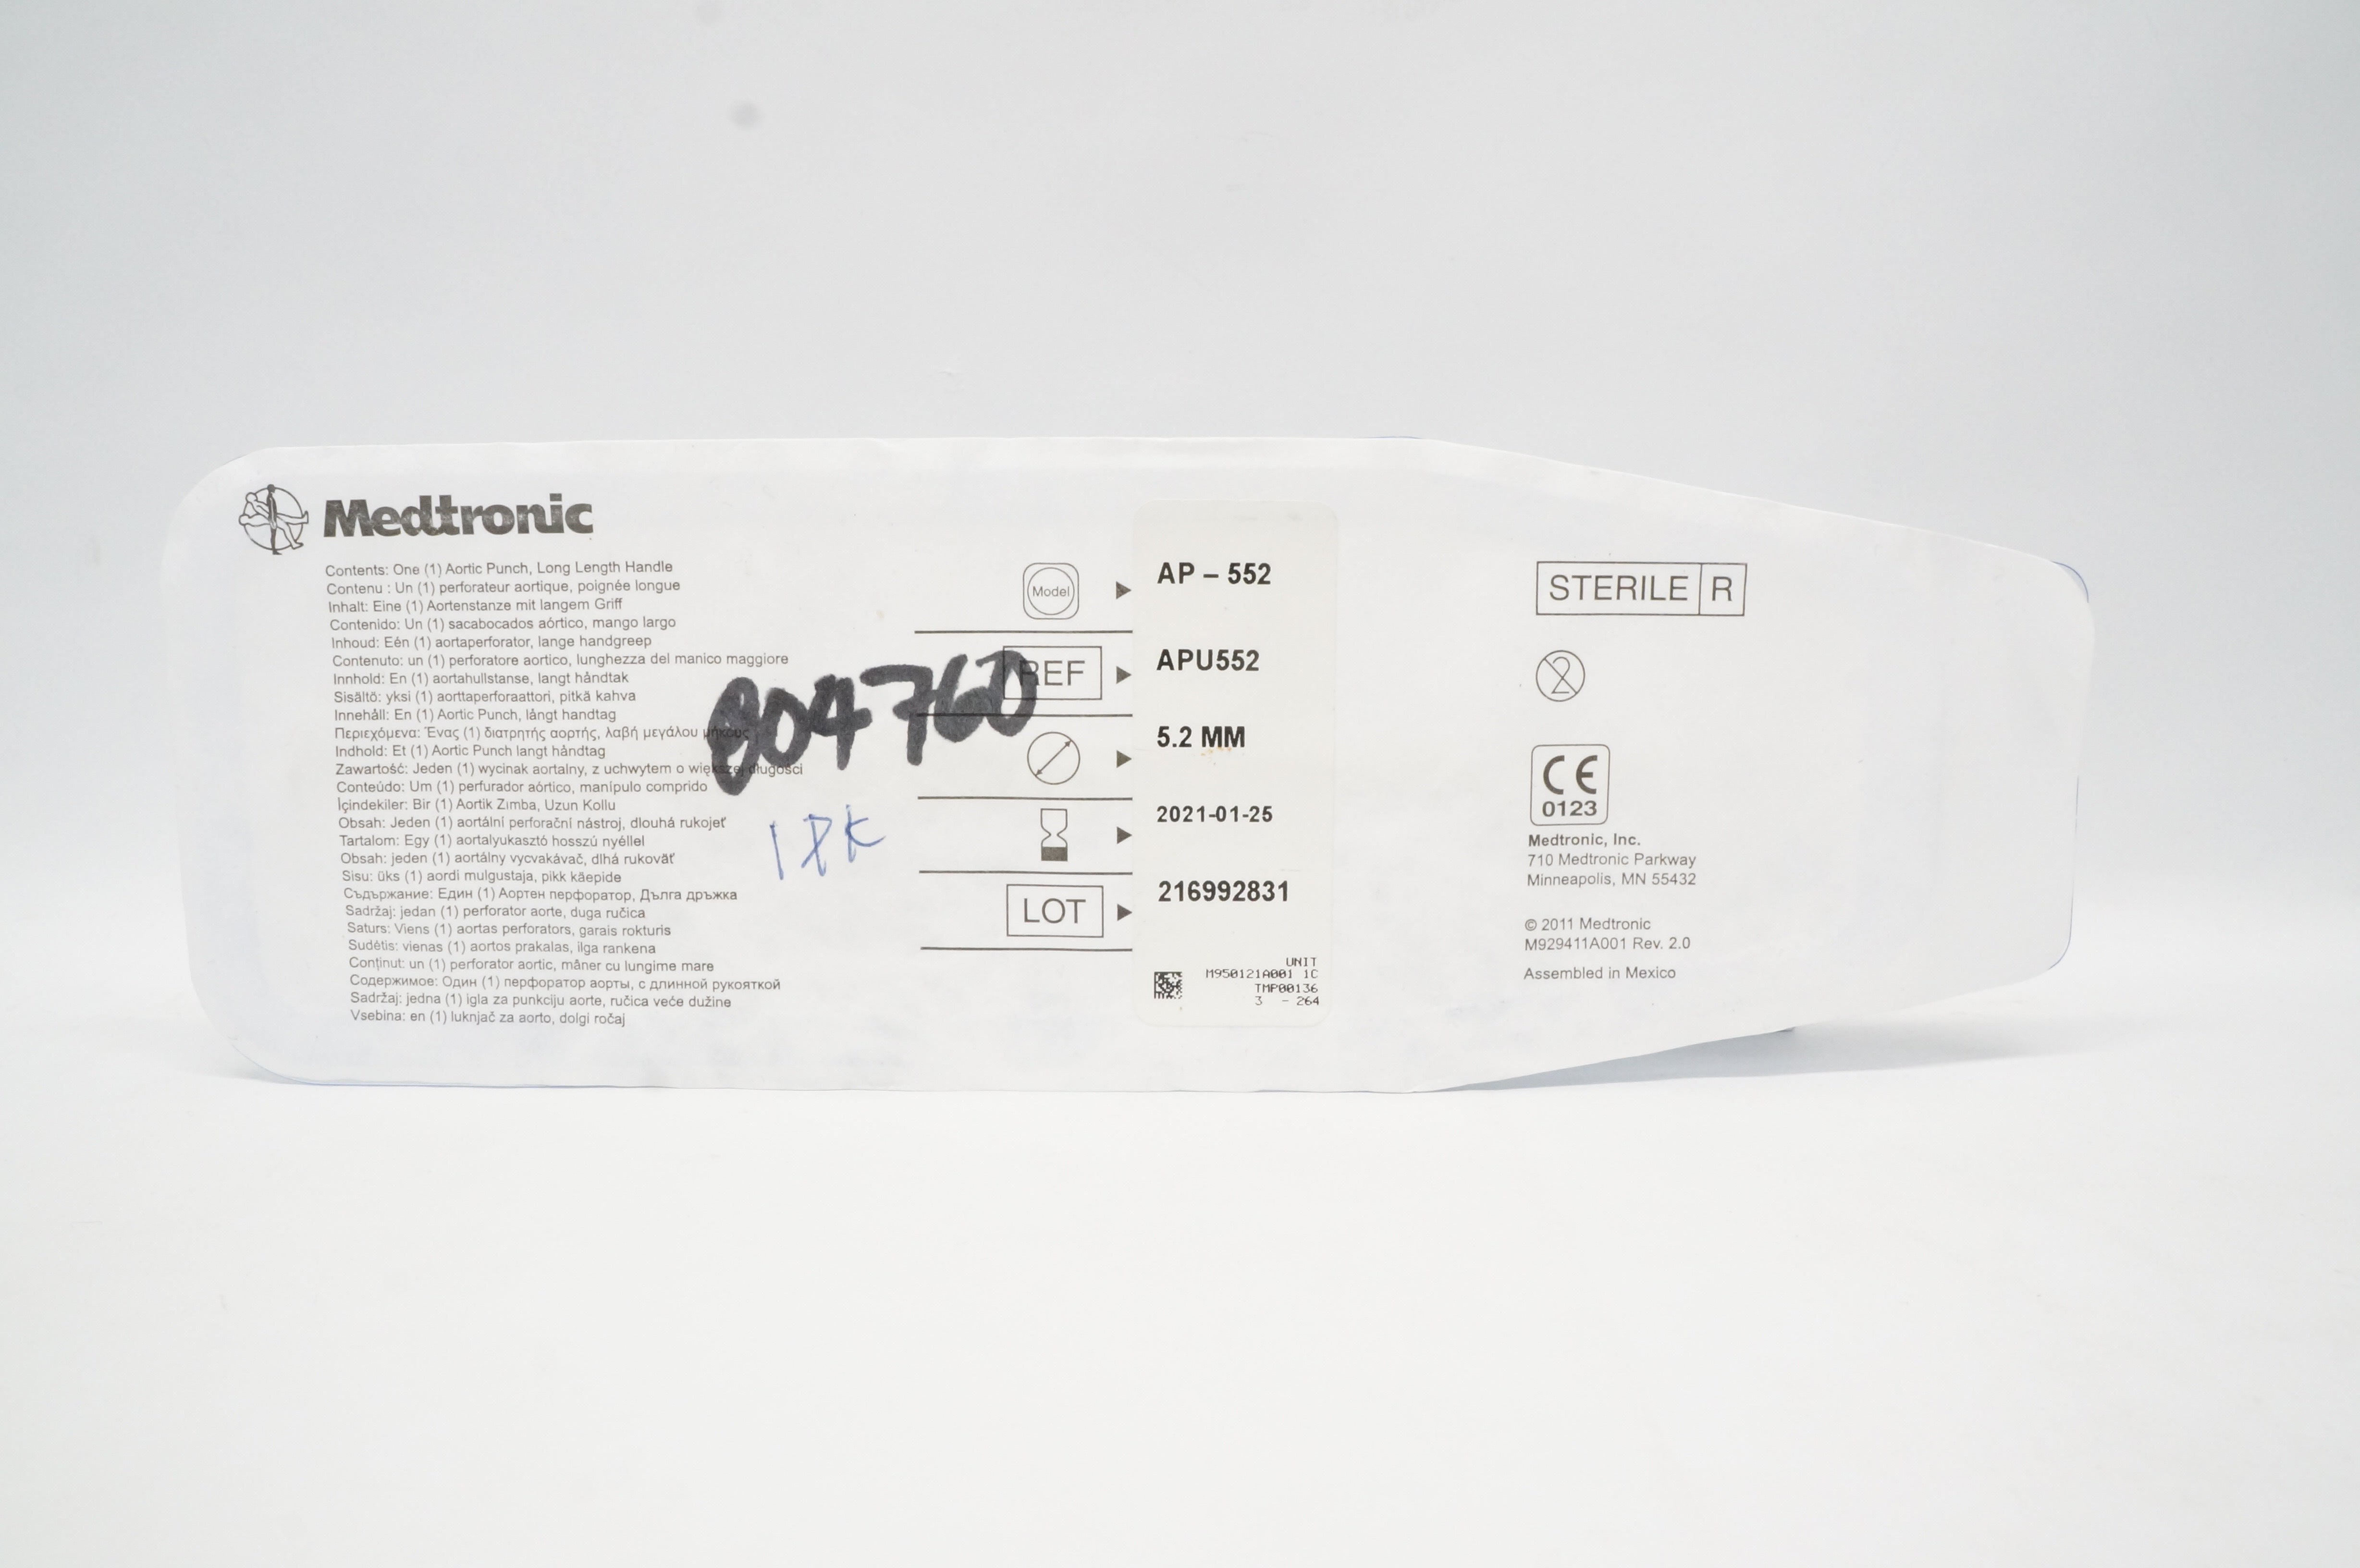 Medtronic
Contents: One (1) Aortic Punch, Long Length Handle
Contenu : Un (1) perforateur aortique, poignée longue
Inhalt: Eine (1) Aortenstanze mit langem Griff
Contenido: Un (1) sacabocados aórtico, mango largo
Inhoud: Eén (1) aortaperforator, lange handgreep
Contenuto: un (1) perforatore aortico, lunghezza del manico maggiore
Innhold: En (1) aortahullstanse, langt håndtak
Sisältö: yksi (1) aorttaperforaattori, pitkä kahva
Innehåll: En (1) Aortic Punch, långt handtag
Περιεχόμενα: Ένας (1) διατρητής αορτής, λαβή μεγάλου μήκους
Indhold: Et (1) Aortic Punch langt håndtag
Zawartość: Jeden (1) wycinak aortalny, z uchwytem o większej długości
Conteúdo: Um (1) perfurador aórtico, manípulo comprido
İçindekiler: Bir (1) Aortik Zımba, Uzun Kollu
Obsah: Jeden (1) aortální perforační nástroj, dlouhá rukojeť
Tartalom: Egy (1) aortalyukasztó hosszú nyéllel
Obsah: jeden (1) aortálny vycvakávač, dlhá rukoväť
Sisu: üks (1) aordi mulgustaja, pikk käepide
Съдържание: Един (1) Аортен перфоратор, Дълга дръжка
Sadržaj: jedan (1) perforator aorte, duga ručica
Saturs: Viens (1) aortas perforators, garais rokturis
Sudėtis: vienas (1) aortos prakalas, ilga rankena
Conţinut: un (1) perforator aortic, mâner cu lungime mare
Содержимое: Один (1) перфоратор аорты, с длинной рукояткой
Sadržaj: jedna (1) igla za punkciju aorte, ručica veće dužine
Vsebina: en (1) luknjač za aorto, dolgi ročaj
804760
1PK
Model AP – 552
REF APU552
5.2 MM
2021-01-25
LOT 216992831
UNIT
M950121A001 1C
TMP00136
3 - 264
STERILE R
2
CE
0123
Medtronic, Inc.
710 Medtronic Parkway
Minneapolis, MN 55432
© 2011 Medtronic
M929411A001 Rev. 2.0
Assembled in Mexico